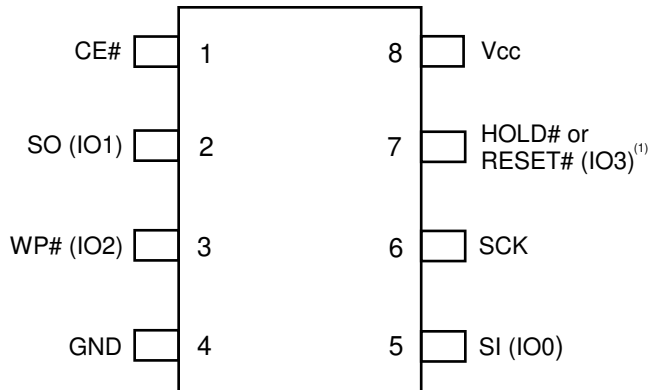 CE# 1 8 Vcc
SO (IO1) 2 7 HOLD# or
RESET# (IO3)(1)
WP# (IO2) 3 6 SCK
GND 4 5 SI (IO0)